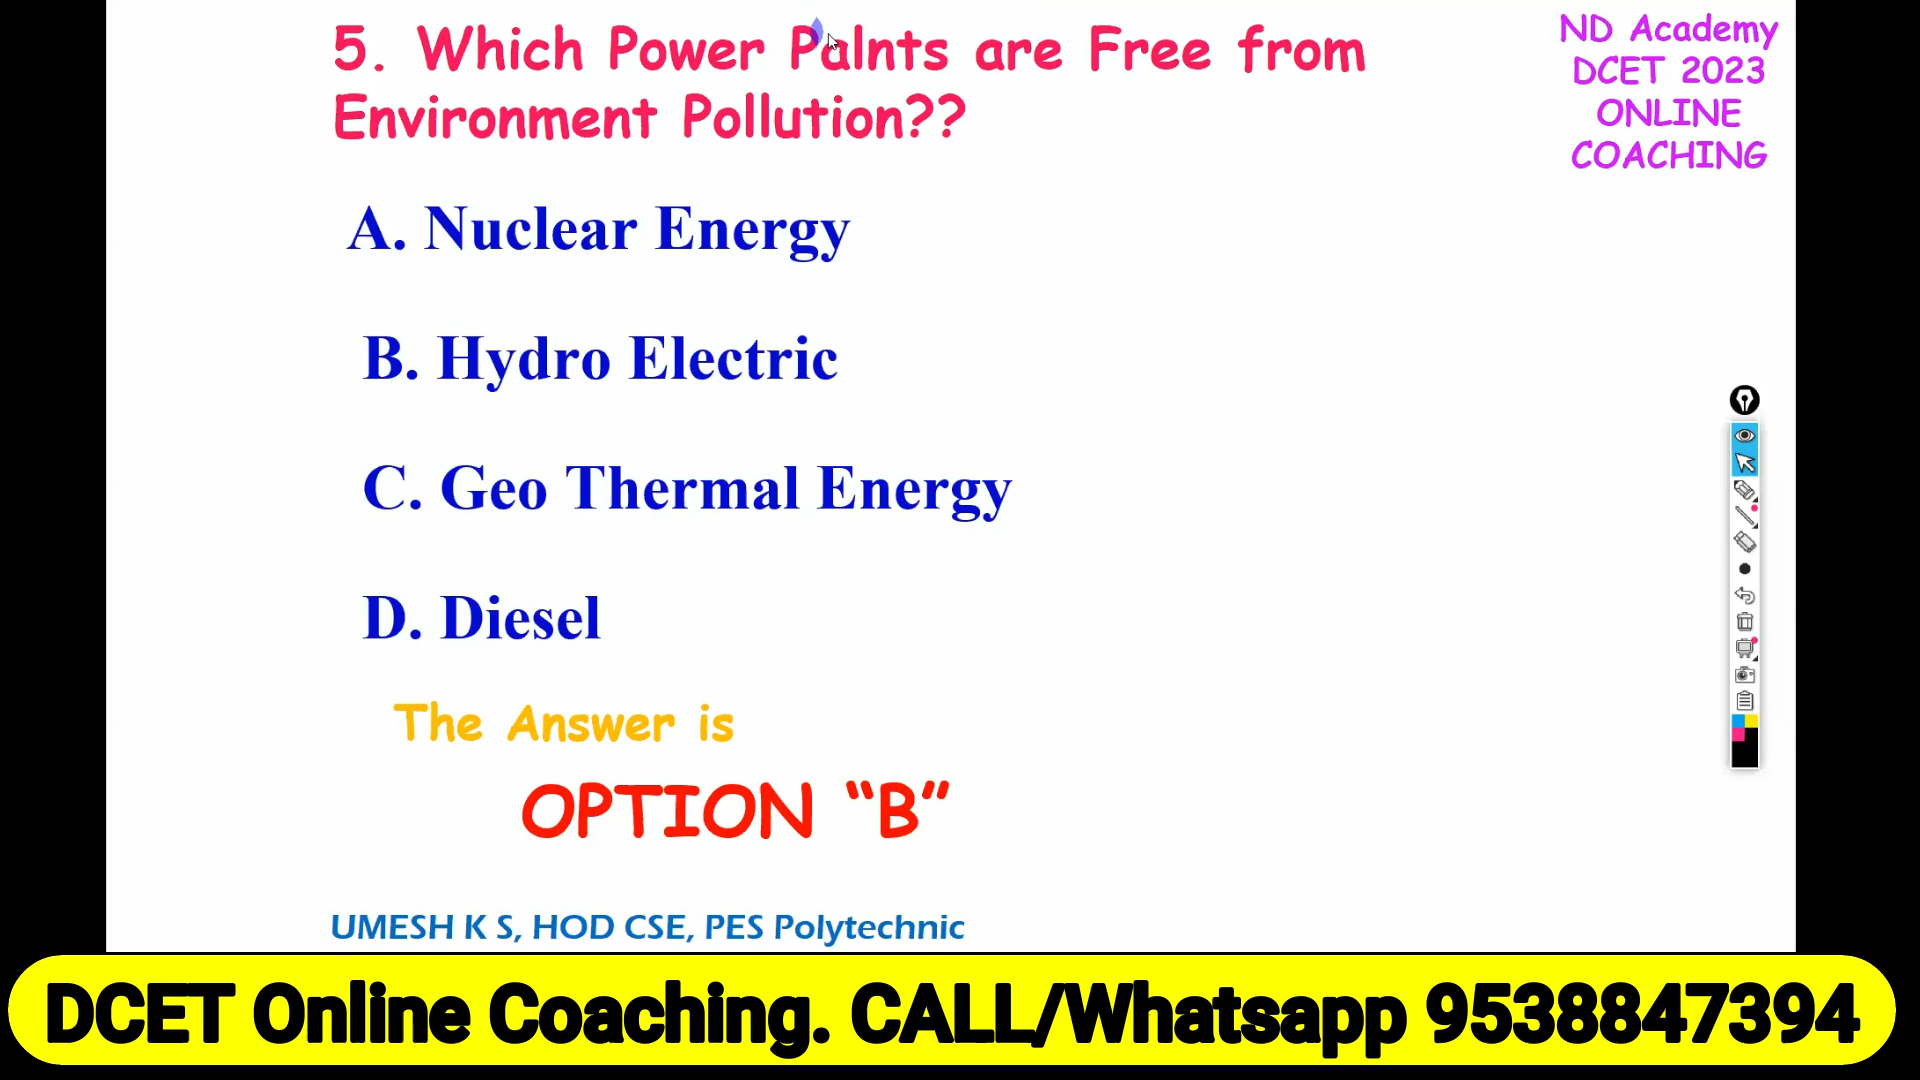 5. Which Power Palnts are Free from
Environment Pollution??
ND Academy
DCET 2023
ONLINE
COACHING
A. Nuclear Energy
B. Hydro Electric
C. Geo Thermal Energy
D. Diesel
The Answer is
OPTION “B”
UMESH K S, HOD CSE, PES Polytechnic
DCET Online Coaching. CALL/Whatsapp 9538847394